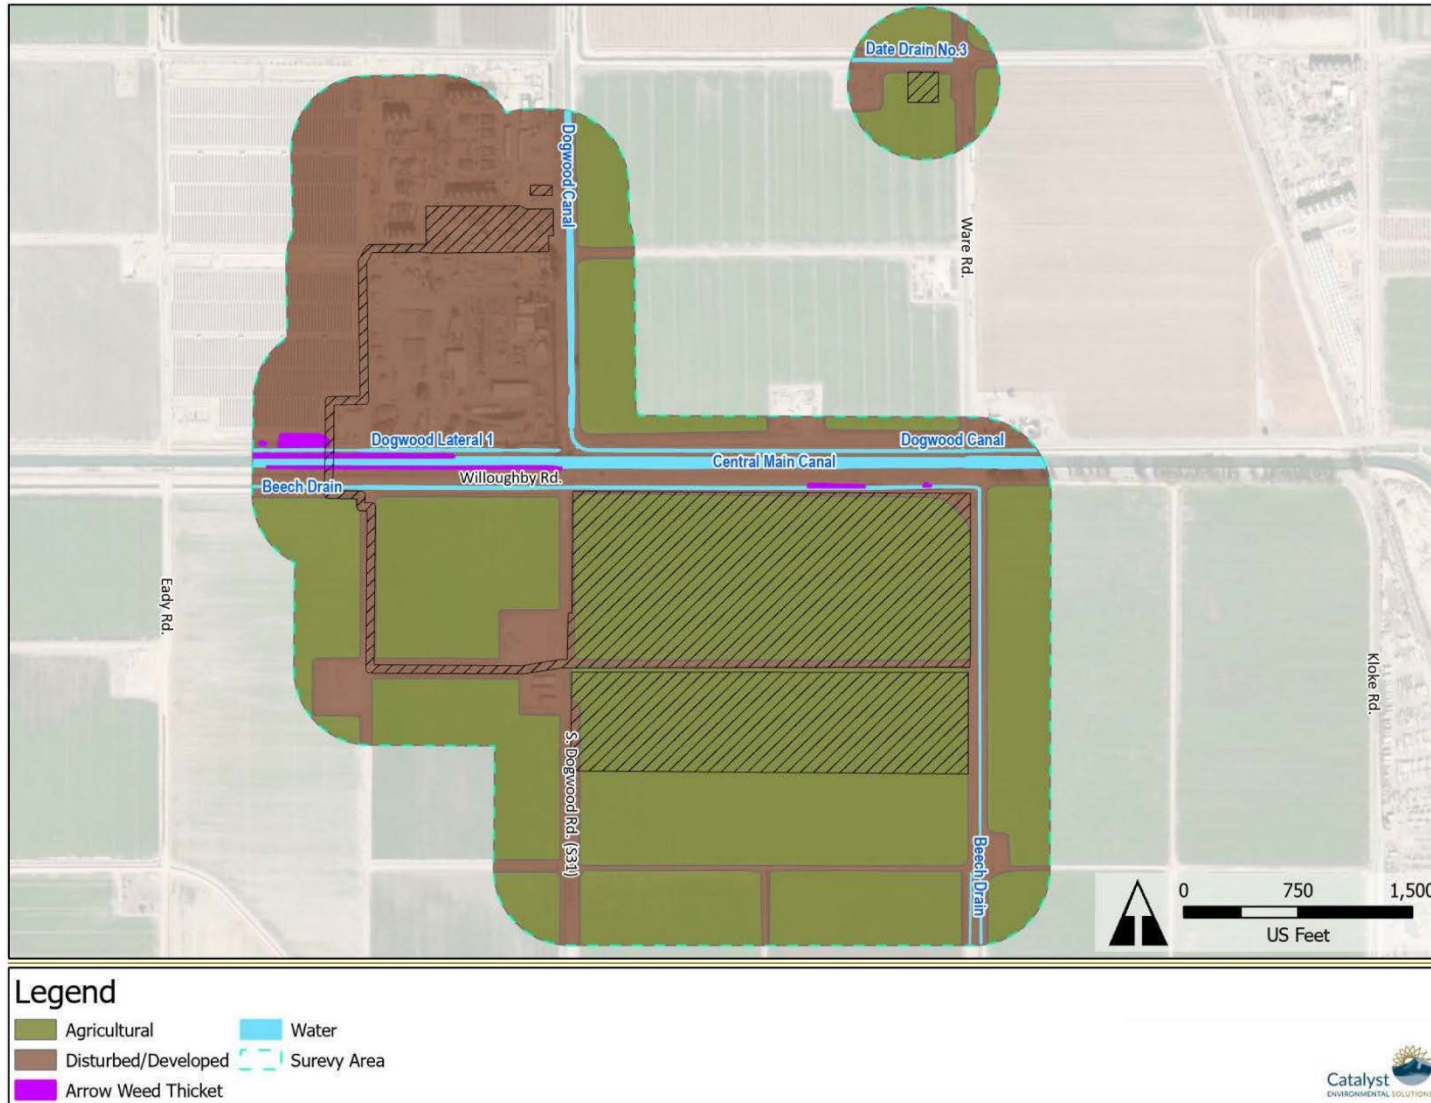 Date Drain No.3
Dogwood Canal
Ware Rd.
Dogwood Lateral 1
Dogwood Canal
Central Main Canal
Willoughby Rd.
Beech Drain
Eady Rd.
Kloke Rd.
S. Dogwood Rd. (S31)
Beech Drain
0 750 1,500
US Feet
Legend
Agricultural
Water
Disturbed/Developed
Surevy Area
Arrow Weed Thicket
Catalyst
ENVIRONMENTAL SOLUTIONS